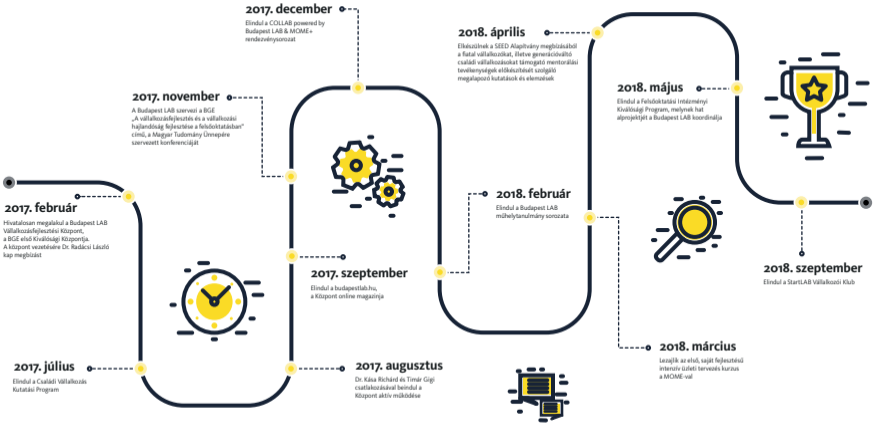 2017. február
Hivatalosan megalakul a Budapest LAB
Vállalkozásfejlesztési Központ,
a BGE első Kiválósági Központja.
A központ vezetésére Dr. Radácsi László
kap megbízást
2017. július
Elindul a Családi Vállalkozás
Kutatási Program
2017. augusztus
Dr. Kása Richárd és Tímár Gigi
csatlakozásával beindul a
Központ aktív működése
2017. szeptember
Elindul a budapestlab.hu,
a Központ online magazinja
2017. november
A Budapest LAB szervezi a BGE
„A vállalkozásfejlesztés és a vállalkozási
hajlandóság fejlesztése a felsőoktatásban”
című, a Magyar Tudomány Ünnepére
szervezett konferenciáját
2017. december
Elindul a COLLAB powered by
Budapest LAB & MOME+
rendezvénysorozat
2018. február
Elindul a Budapest LAB
műhelytanulmány sorozata
2018. március
Lezajlik az első, saját fejlesztésű
intenzív üzleti tervezés kurzus
a MOME-val
2018. április
Elkészülnek a SEED Alapítvány megbízásából
a fiatal vállalkozókat, illetve generációváltó
családi vállalkozásokat támogató mentorálási
tevékenységek előkészítését szolgáló
megalapozó kutatások és elemzések
2018. május
Elindul a Felsőoktatási Intézményi
Kiválósági Program, melynek hat
alprojektjét a Budapest LAB koordinálja
2018. szeptember
Elindul a StartLAB Vállalkozói Klub